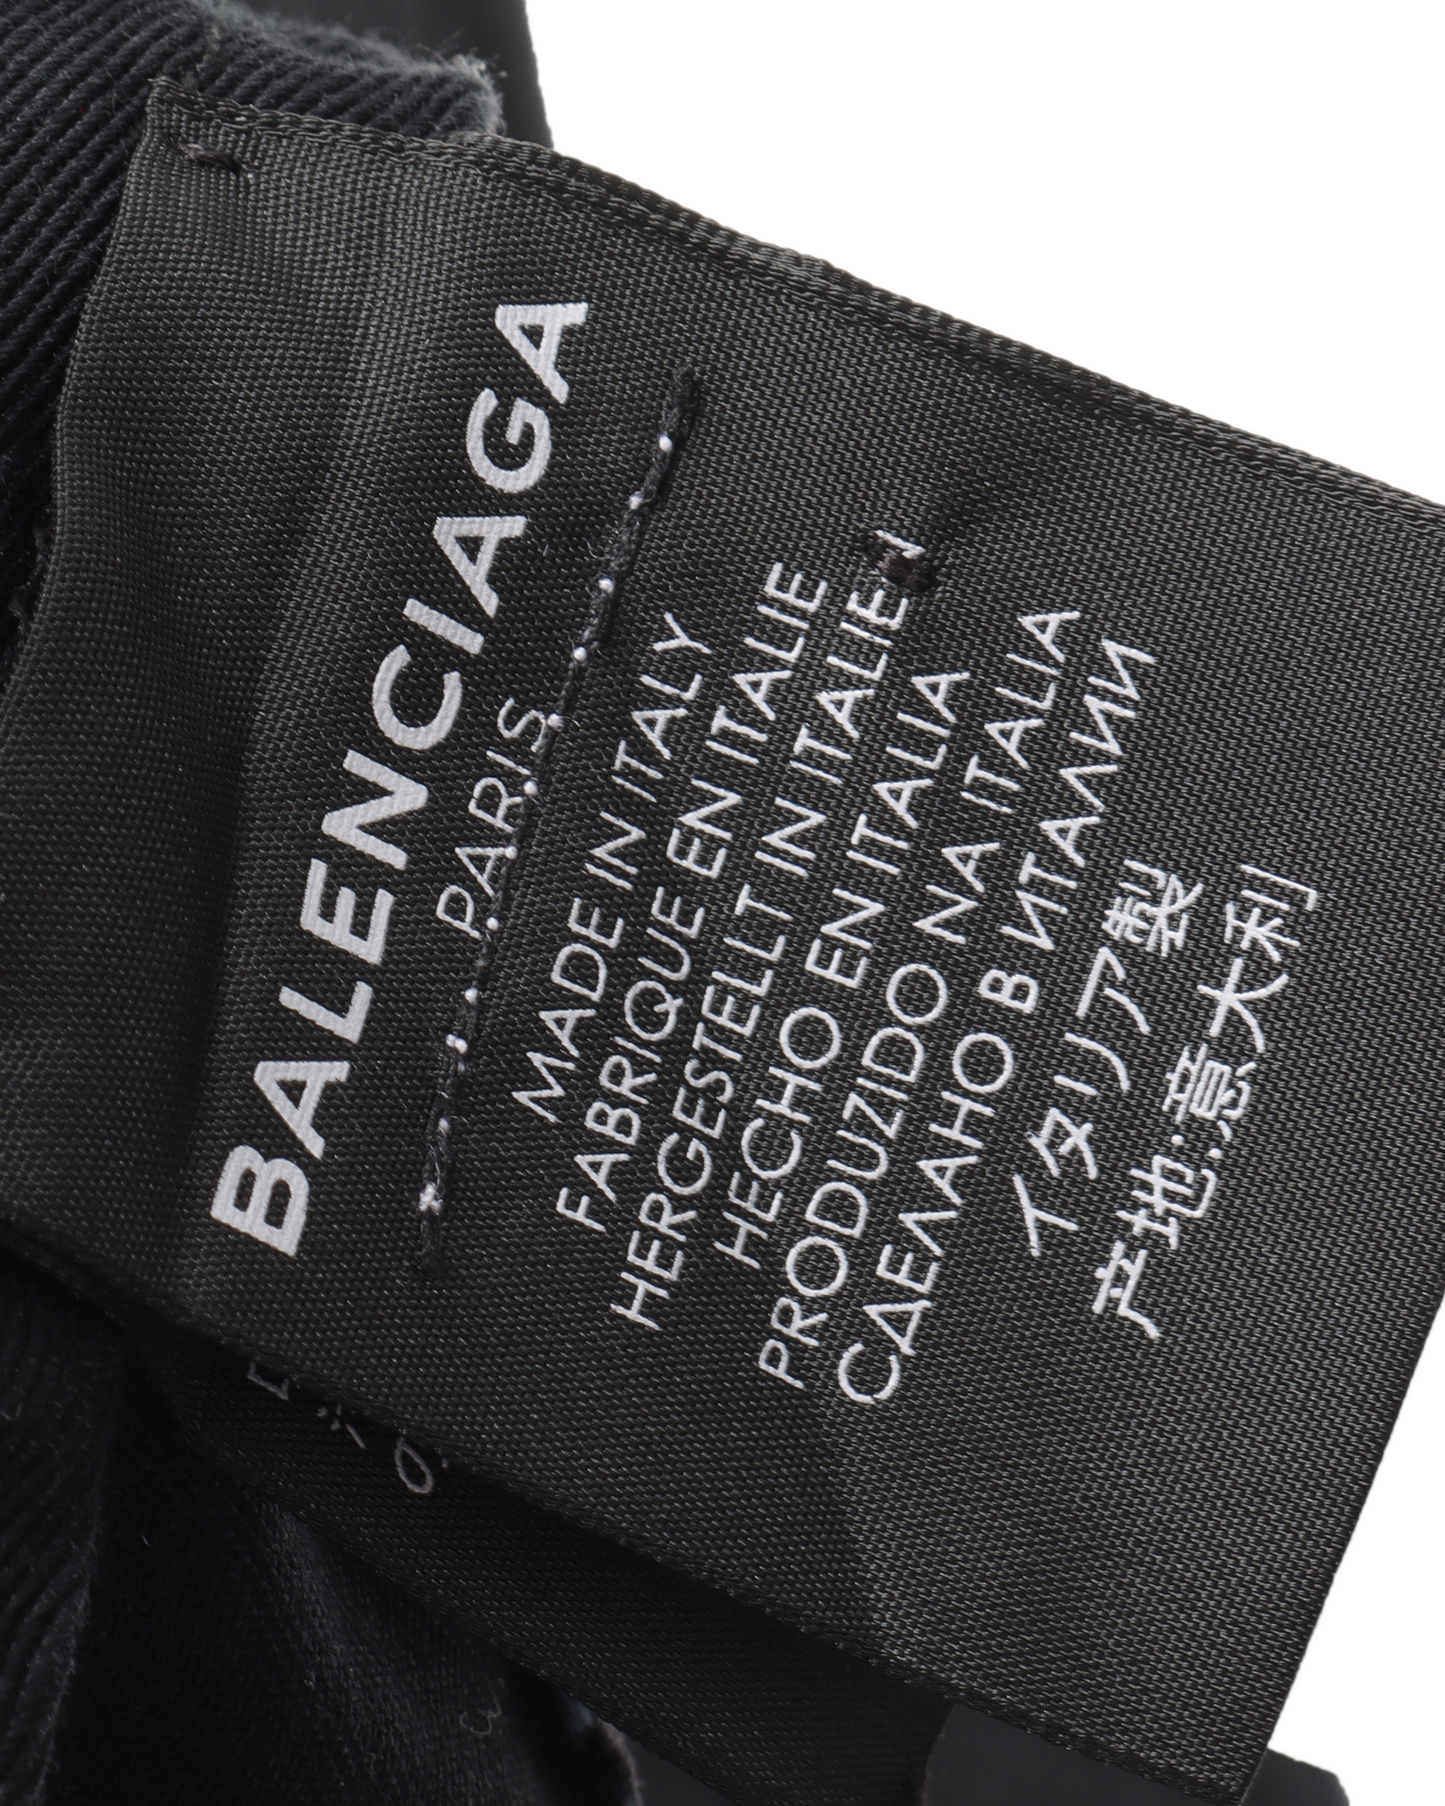 BALENCIAGA
PARIS
MADE IN ITALY
FABRIQUE EN ITALIE
HERGESTELLT IN ITALIEN
HECHO EN ITALIA
PRODUZIDO NA ITALIA
СДЕЛАНО В ИТАЛИИ
イタリア製
产地:意大利